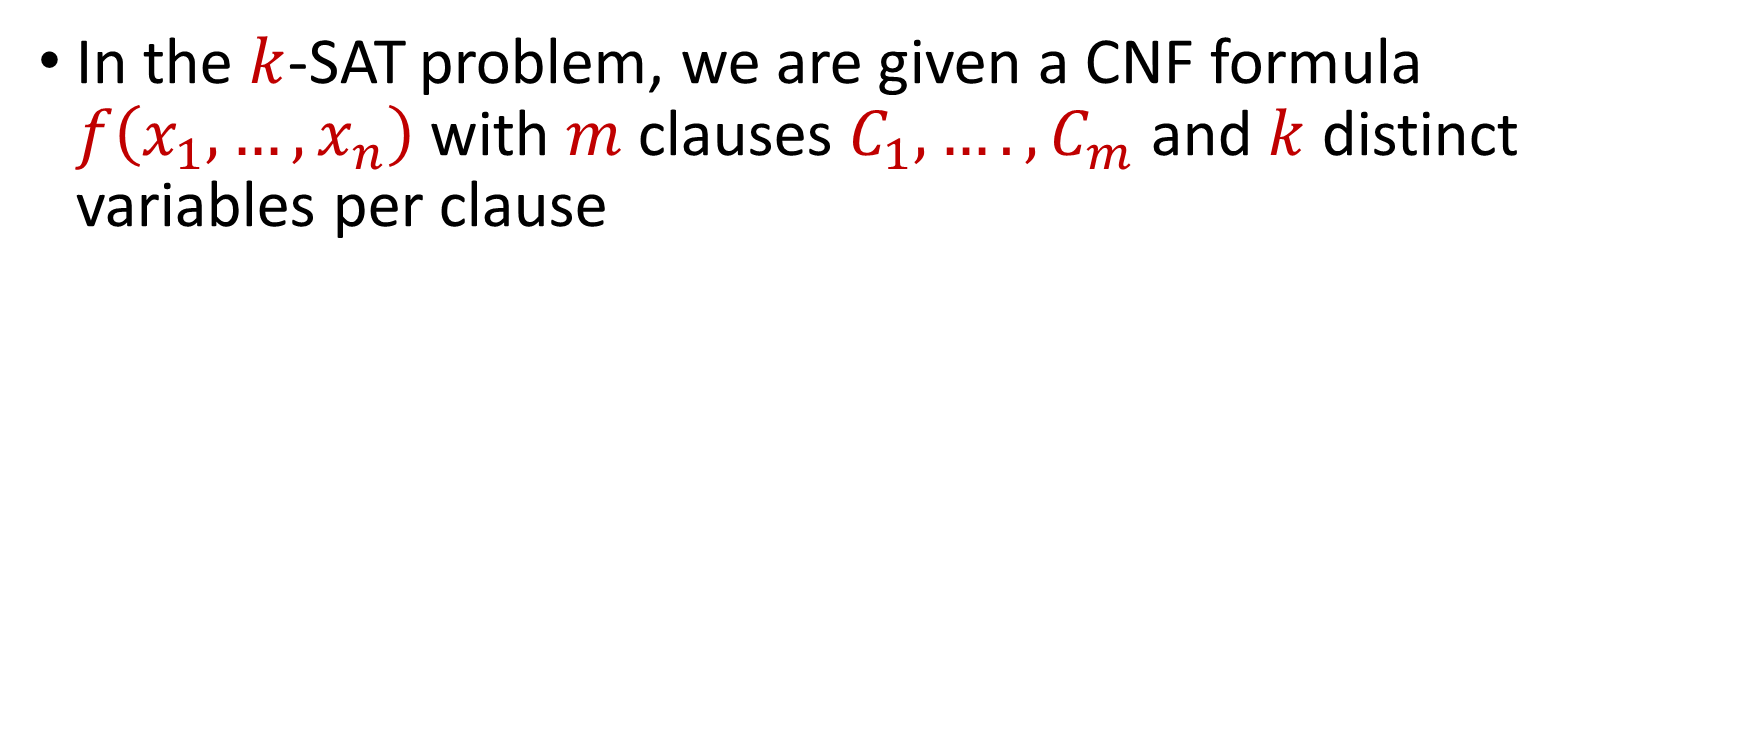 • In the k-SAT problem, we are given a CNF formula
f(x₁, … , xₙ) with m clauses C₁, … . , Cₘ and k distinct
variables per clause